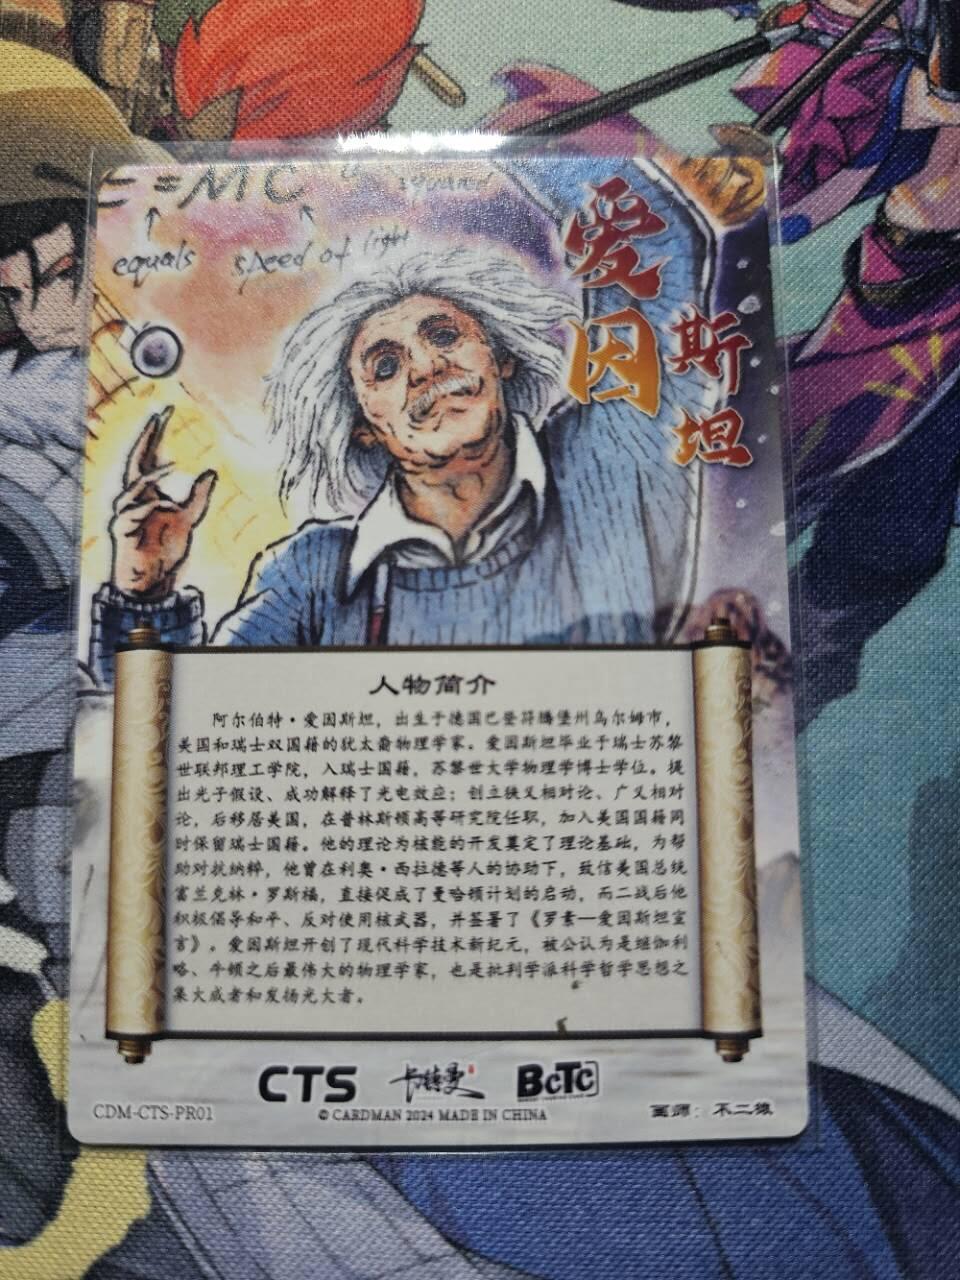 =MC
squared
equals
speed of light
爱因
斯坦
人物简介
阿尔伯特·爱因斯坦，出生于德国巴登符腾堡州乌尔姆市，
美国和瑞士双国籍的犹太裔物理学家。爱因斯坦毕业于瑞士苏黎
世联邦理工学院，入瑞士国籍，苏黎世大学物理学博士学位。提
出光子假设、成功解释了光电效应；创立狭义相对论、广义相对
论，后移居美国，在普林斯顿高等研究院任职，加入美国国籍同
时保留瑞士国籍。他的理论为核能的开发奠定了理论基础，为帮
助对抗纳粹，他曾在利奥·西拉德等人的协助下，致信美国总统
富兰克林·罗斯福，直接促成了曼哈顿计划的启动，而二战后他
积极倡导和平、反对使用核武器，并签署了《罗素—爱因斯坦宣
言》。爱因斯坦开创了现代科学技术新纪元，被公认为是继伽利
略、牛顿之后最伟大的物理学家，也是批判学派科学哲学思想之
集大成者和发扬光大者。
CTS 卡特曼 BCTC
CDM-CTS-PR01
© CARDMAN 2024 MADE IN CHINA
画师：不二狼